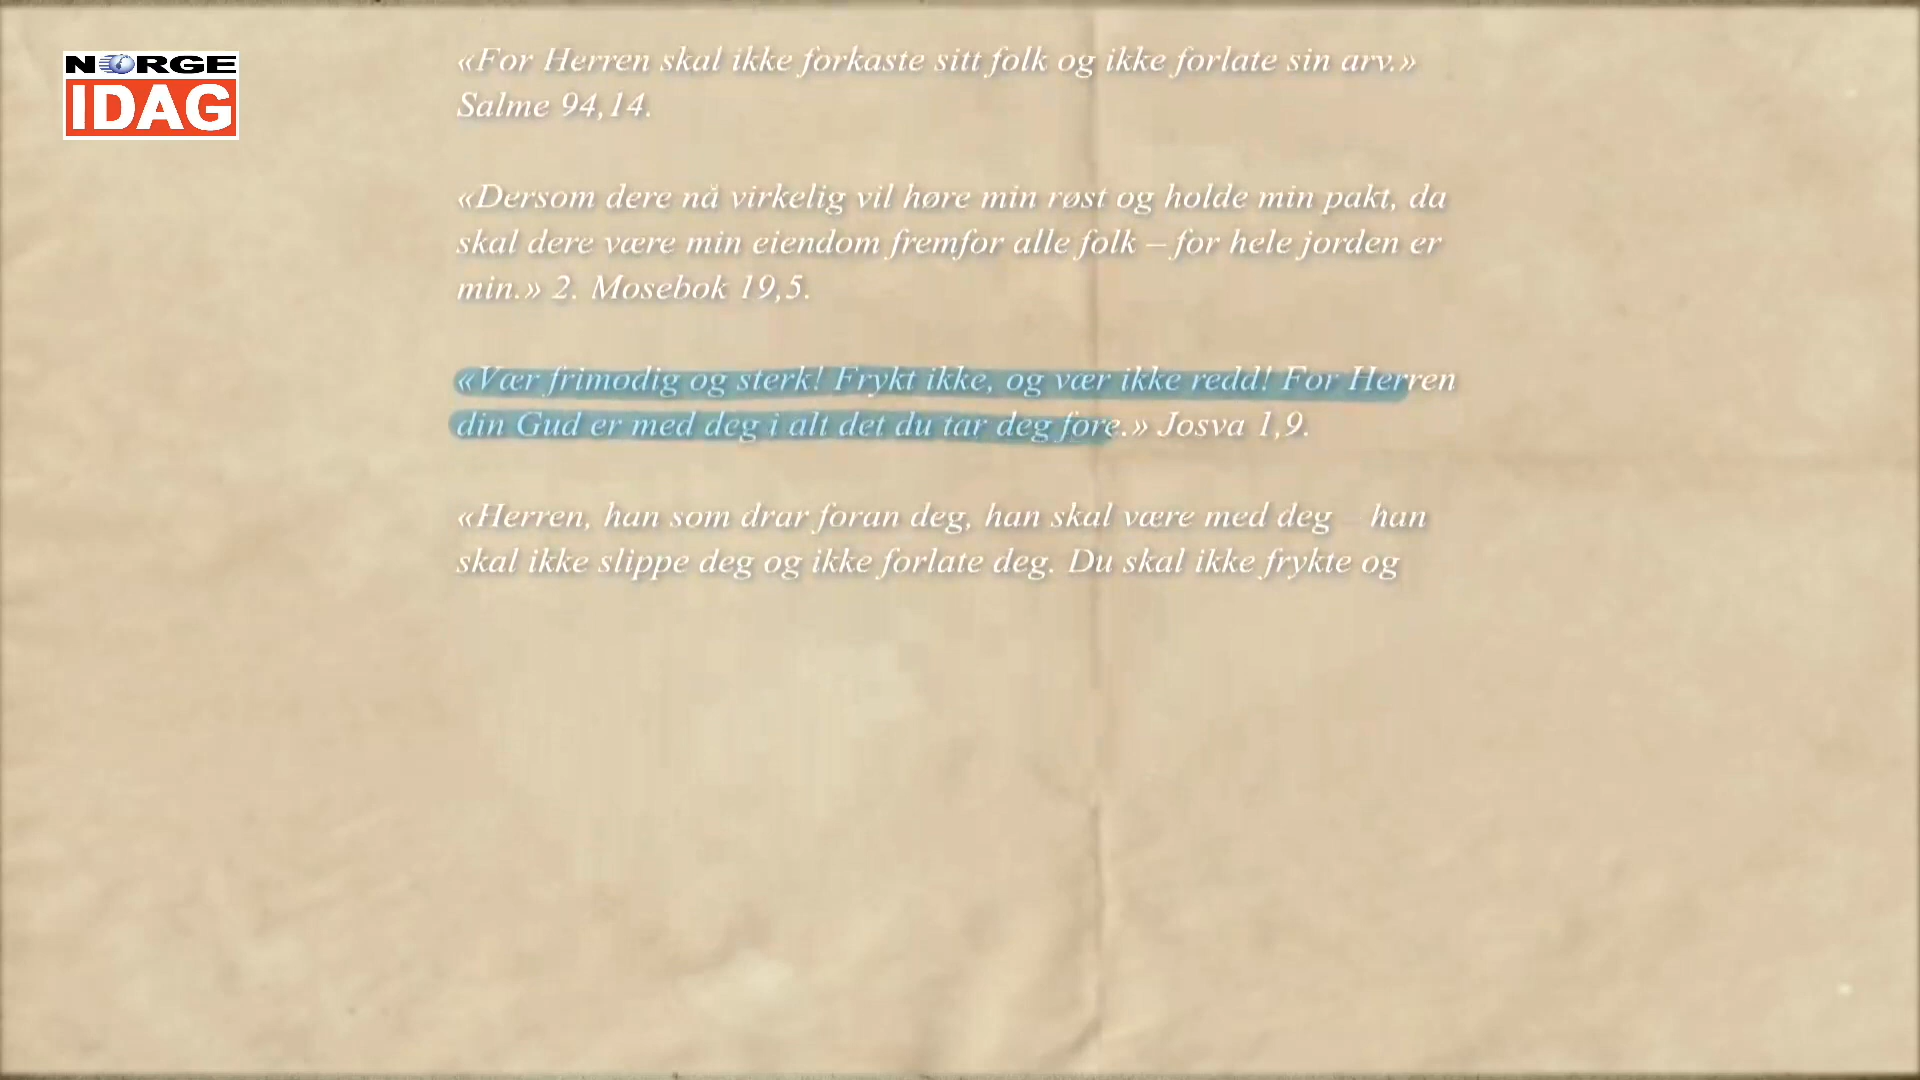 NORGE
IDAG
«For Herren skal ikke forkaste sitt folk og ikke forlate sin arv.»
Salme 94,14.
«Dersom dere nå virkelig vil høre min røst og holde min pakt, da
skal dere være min eiendom fremfor alle folk – for hele jorden er
min.» 2. Mosebok 19,5.
«Vær frimodig og sterk! Frykt ikke, og vær ikke redd! For Herren
din Gud er med deg i alt det du tar deg fore.» Josva 1,9.
«Herren, han som drar foran deg, han skal være med deg – han
skal ikke slippe deg og ikke forlate deg. Du skal ikke frykte og